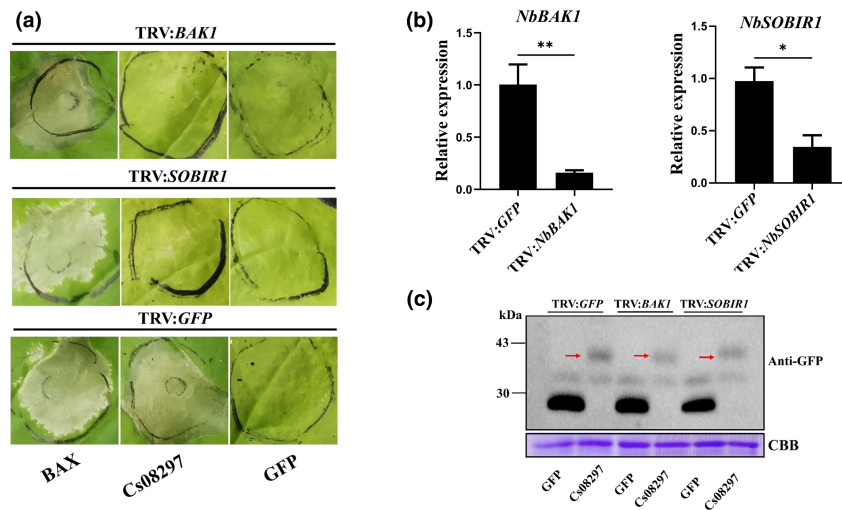 (a)
TRV:BAK1
TRV:SOBIR1
TRV:GFP
BAX
Cs08297
GFP
(b)
NbBAK1
Relative expression
1.5
1.0
0.5
0.0
**
TRV:GFP
TRV:NbBAK1
NbSOBIR1
Relative expression
1.5
1.0
0.5
0.0
*
TRV:GFP
TRV:NbSOBIR1
(c)
TRV:GFP TRV:BAK1 TRV:SOBIR1
kDa
43
30
Anti-GFP
CBB
GFP
Cs08297
GFP
Cs08297
GFP
Cs08297